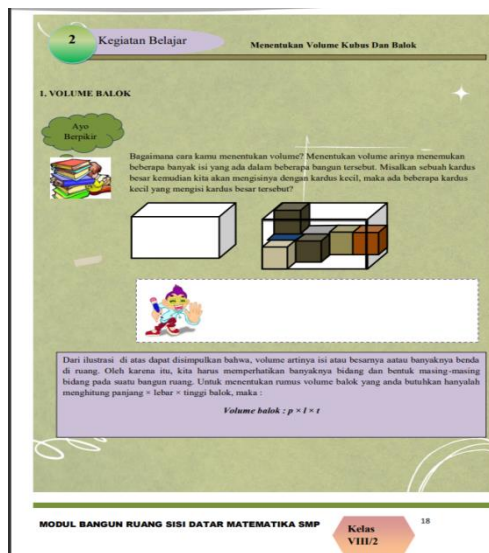 2
Kegiatan Belajar
Menentukan Volume Kubus Dan Balok
1. VOLUME BALOK
Ayo
Berpikir
Bagaimana cara kamu menentukan volume? Menentukan volume arinya menemukan
beberapa banyak isi yang ada dalam beberapa bangun tersebut. Misalkan sebuah kardus
besar kemudian kita akan mengisinya dengan kardus kecil, maka ada beberapa kardus
kecil yang mengisi kardus besar tersebut?
Dari ilustrasi di atas dapat disimpulkan bahwa, volume artinya isi atau besarnya aatau banyaknya benda
di ruang. Oleh karena itu, kita harus memperhatikan banyaknya bidang dan bentuk masing-masing
bidang pada suatu bangun ruang. Untuk menentukan rumus volume balok yang anda butuhkan hanyalah
menghitung panjang × lebar × tinggi balok, maka :
Volume balok : p × l × t
MODUL BANGUN RUANG SISI DATAR MATEMATIKA SMP
Kelas
VIII/2
18